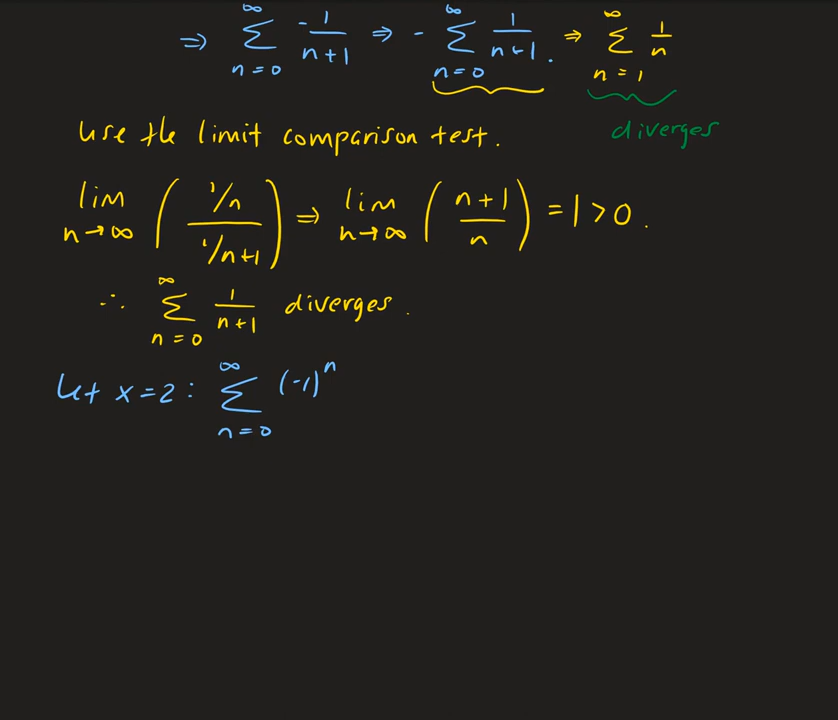 ⇒ ∑_{n=0}^{∞} -1/(n+1) ⇒ - ∑_{n=0}^{∞} 1/(n+1). ⇒ ∑_{n=1}^{∞} 1/n
diverges
Use the limit comparison test.
lim_{n→∞} ( (1/n) / (1/n+1) ) ⇒ lim_{n→∞} ( (n+1)/n ) = 1 > 0.
∴ ∑_{n=0}^{∞} 1/(n+1) diverges.
Let x = 2 : ∑_{n=0}^{∞} (-1)^n